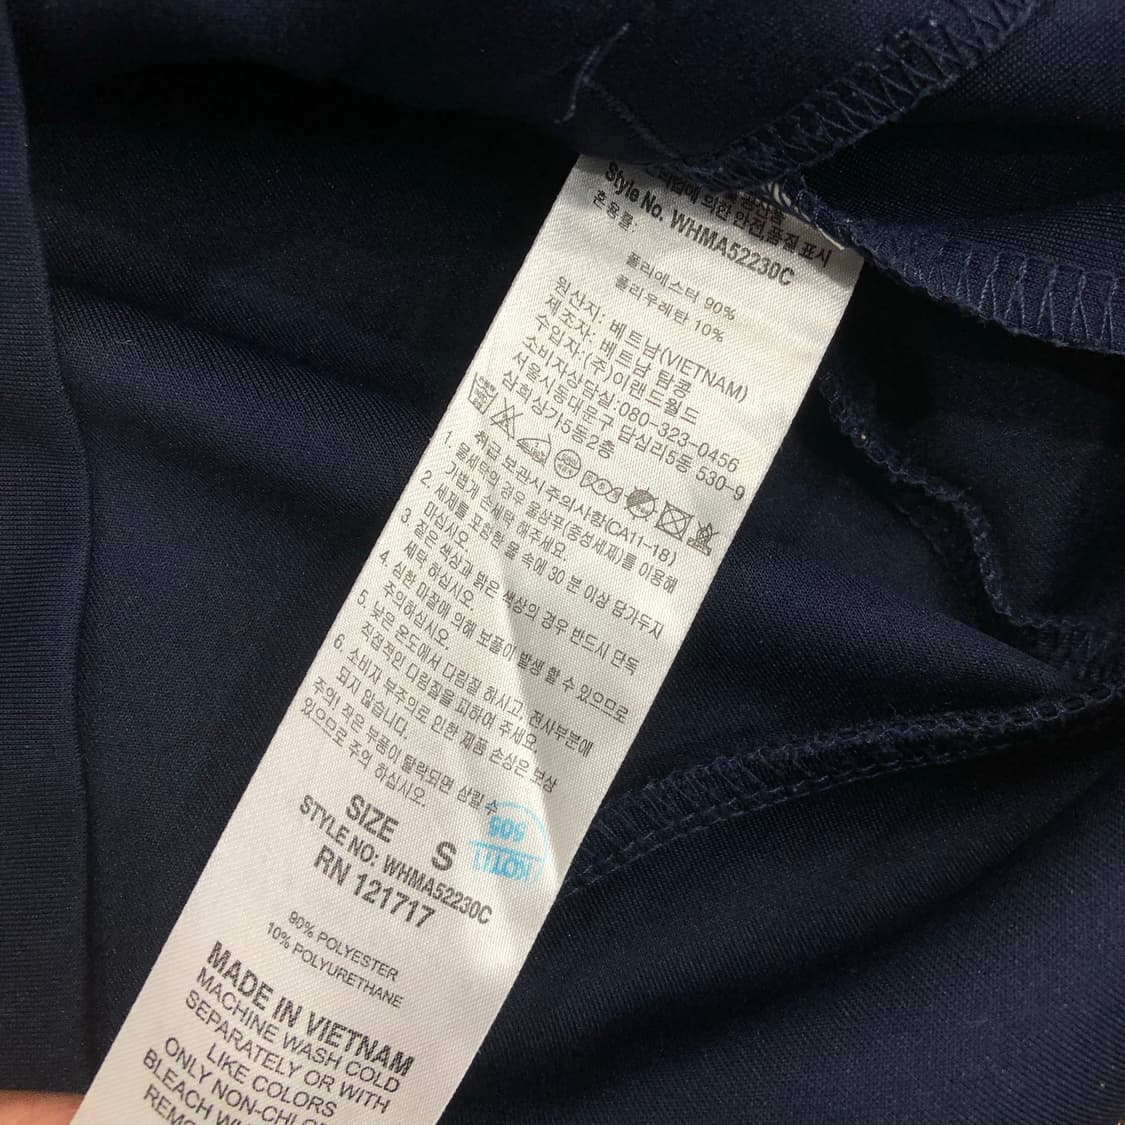 의한 안전.품질 표시
Style No. WHMA52230C
혼용률:
폴리에스터 90%
폴리우레탄 10%
원산지: 베트남(VIETNAM)
제조자: 베트남 탐콩
수입자:(주)이랜드월드
소비자상담실:080-323-0456
서울시동대문구 답십리5동 530-9
삼희상가5동2층
취급 보관시 주의사항(CA11-18)
1. 물세탁의 경우 울샴푸(중성세제)를 이용해
가볍게 손세탁 해주세요
2. 세제를 포함한 물 속에 30 분 이상 담가두지
마십시오.
3. 짙은 색상과 밝은 색상의 경우 반드시 단독
세탁 하십시오.
4. 심한 마찰에 의해 보풀이 발생 할 수 있으므로
주의하십시오.
5. 낮은 온도에서 다림질 하시고, 전사부분에
직접적인 다림질을 피하여 주세요.
6. 소비자 부주의로 인한 제품 손상은 보상
되지 않습니다.
주의! 작은 부품이 탈락되면 삼킬 수
있으므로 주의 하십시오.
SIZE S
STYLE NO: WHMA52230C
RN 121717
90% POLYESTER
10% POLYURETHANE
MADE IN VIETNAM
MACHINE WASH COLD
SEPARATELY OR WITH
LIKE COLORS
ONLY NON-CHLO
BLEACH
REMO